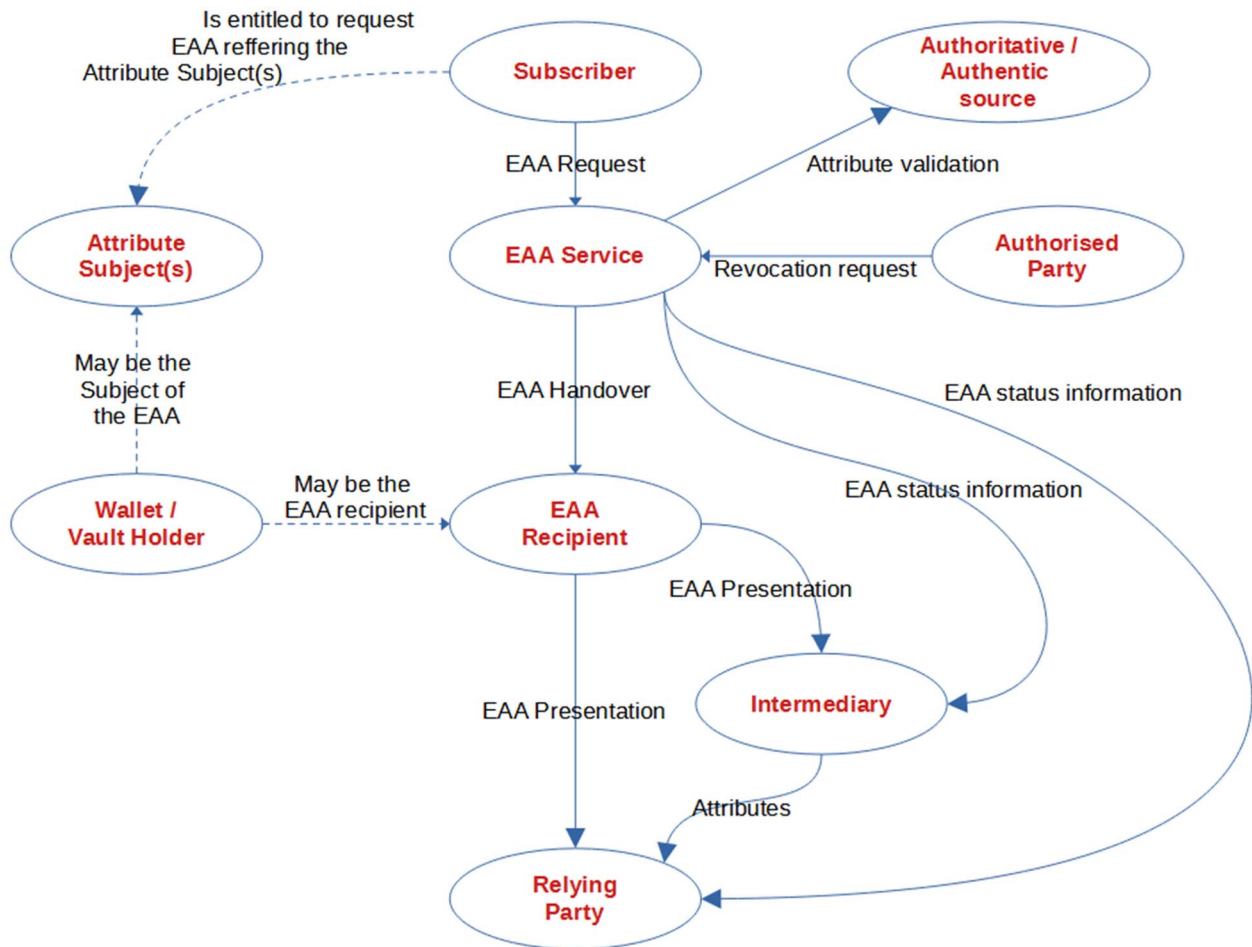 Is entitled to request
EAA reffering the
Attribute Subject(s)
Subscriber
Authoritative /
Authentic
source
EAA Request
Attribute validation
Attribute
Subject(s)
EAA Service
Revocation request
Authorised
Party
May be the
Subject of
the EAA
EAA Handover
EAA status information
Wallet /
Vault Holder
May be the
EAA recipient
EAA
Recipient
EAA status information
EAA Presentation
EAA Presentation
Intermediary
Attributes
Relying
Party